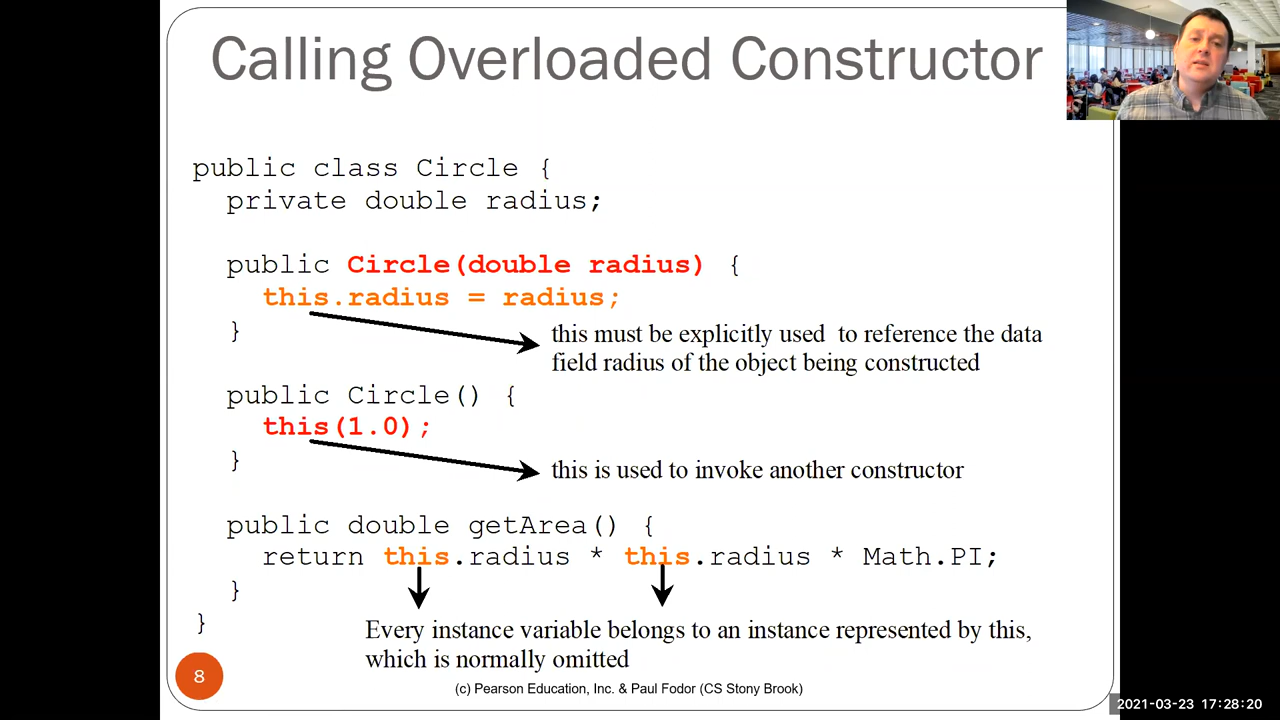 Calling Overloaded Constructor
public class Circle {
private double radius;
public Circle(double radius) {
this.radius = radius;
}
this must be explicitly used to reference the data
field radius of the object being constructed
public Circle() {
this(1.0);
}
this is used to invoke another constructor
public double getArea() {
return this.radius * this.radius * Math.PI;
}
}
Every instance variable belongs to an instance represented by this,
which is normally omitted
8
(c) Pearson Education, Inc. & Paul Fodor (CS Stony Brook)
2021-03-23 17:28:20